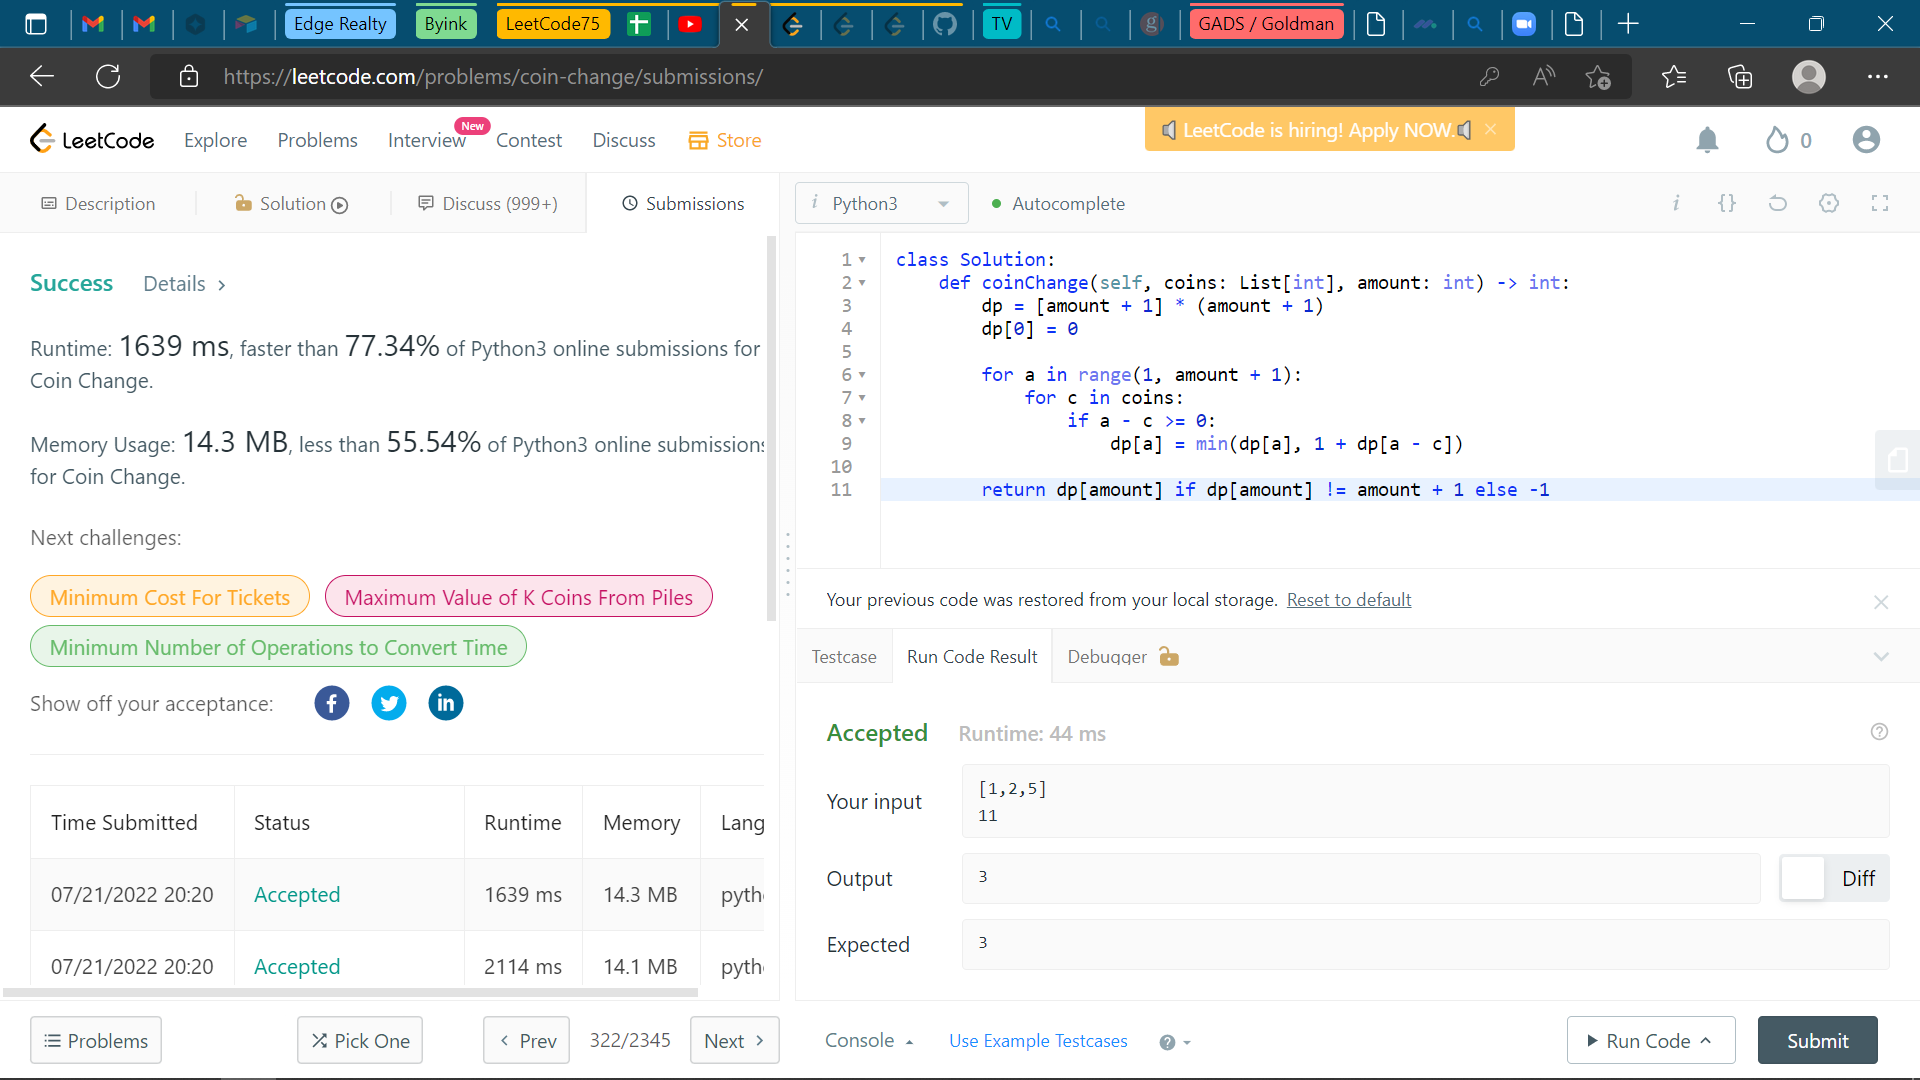 Edge Realty
Byink
LeetCode75
TV
GADS / Goldman
https://leetcode.com/problems/coin-change/submissions/
LeetCode
Explore
Problems
Interview
New
Contest
Discuss
Store
LeetCode is hiring! Apply NOW.
0
Description
Solution
Discuss (999+)
Submissions
i Python3
Autocomplete
i
{}
Success
Details
Runtime: 1639 ms, faster than 77.34% of Python3 online submissions for
Coin Change.
Memory Usage: 14.3 MB, less than 55.54% of Python3 online submissions
for Coin Change.
Next challenges:
Minimum Cost For Tickets
Maximum Value of K Coins From Piles
Minimum Number of Operations to Convert Time
Show off your acceptance:
Time Submitted Status Runtime Memory Lang
07/21/2022 20:20 Accepted 1639 ms 14.3 MB pyth
07/21/2022 20:20 Accepted 2114 ms 14.1 MB pyth
Problems
Pick One
Prev
322/2345
Next
1 class Solution:
2 def coinChange(self, coins: List[int], amount: int) -> int:
3 dp = [amount + 1] * (amount + 1)
4 dp[0] = 0
5
6 for a in range(1, amount + 1):
7 for c in coins:
8 if a - c >= 0:
9 dp[a] = min(dp[a], 1 + dp[a - c])
10
11 return dp[amount] if dp[amount] != amount + 1 else -1
Your previous code was restored from your local storage. Reset to default
Testcase
Run Code Result
Debugger
Accepted Runtime: 44 ms
Your input
[1,2,5]
11
Output
3
Diff
Expected
3
Console
Use Example Testcases
Run Code
Submit